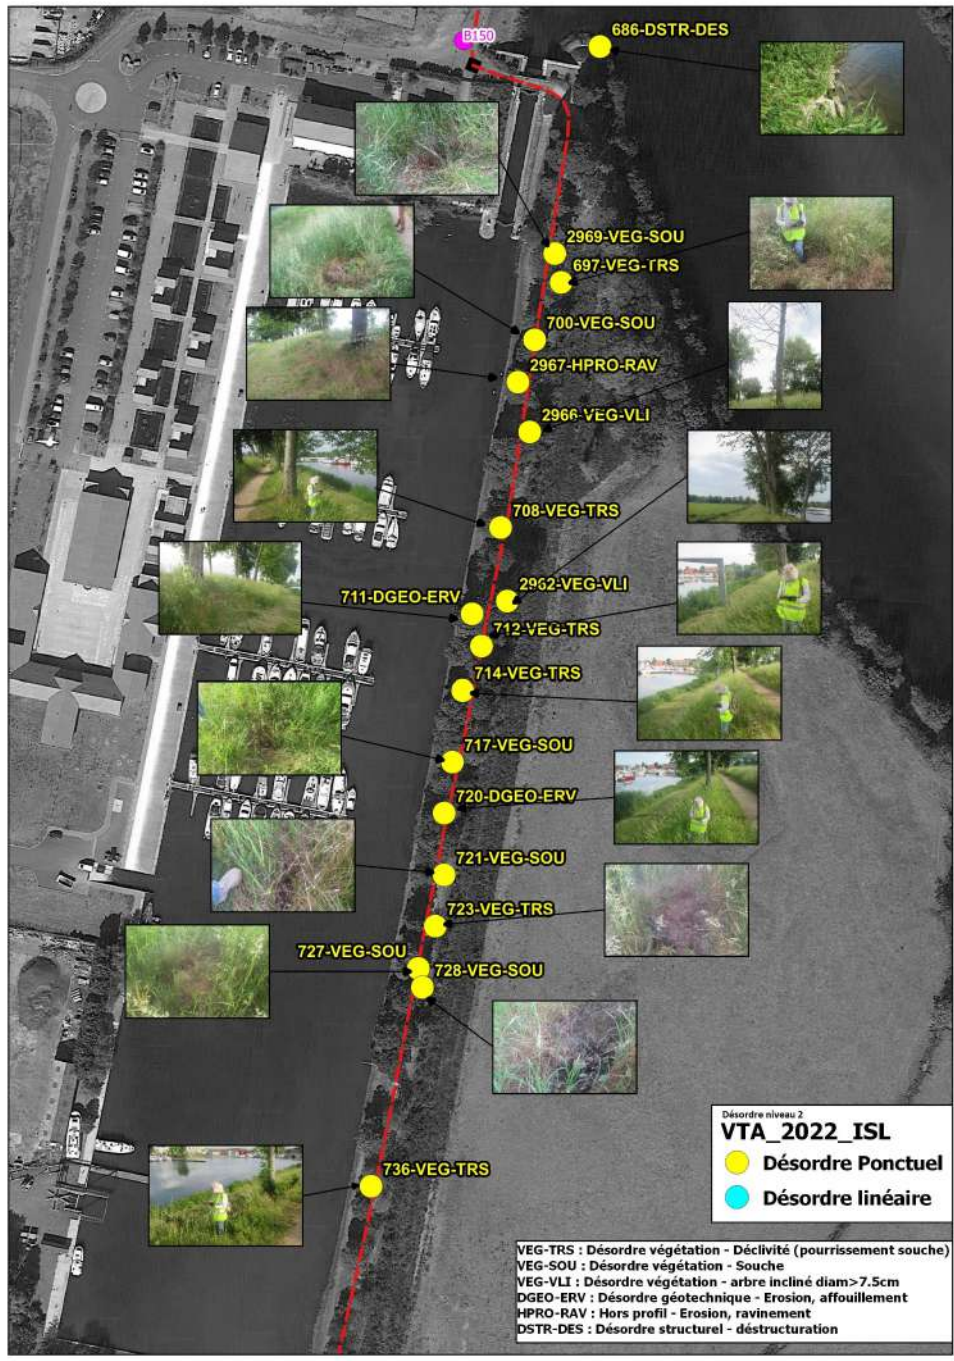 B150
686-DSTR-DES
2969-VEG-SOU
697-VEG-TRS
700-VEG-SOU
2967-HPRO-RAV
2966-VEG-VLI
708-VEG-TRS
2962-VEG-VLI
711-DGEO-ERV
712-VEG-TRS
714-VEG-TRS
717-VEG-SOU
720-DGEO-ERV
721-VEG-SOU
723-VEG-TRS
727-VEG-SOU
728-VEG-SOU
736-VEG-TRS
Désordre niveau 2
VTA_2022_ISL
Désordre Ponctuel
Désordre linéaire
VEG-TRS : Désordre végétation - Déclivité (pourrissement souche)
VEG-SOU : Désordre végétation - Souche
VEG-VLI : Désordre végétation - arbre incliné diam>7.5cm
DGEO-ERV : Désordre géotechnique - Erosion, affouillement
HPRO-RAV : Hors profil - Erosion, ravinement
DSTR-DES : Désordre structurel - déstructuration